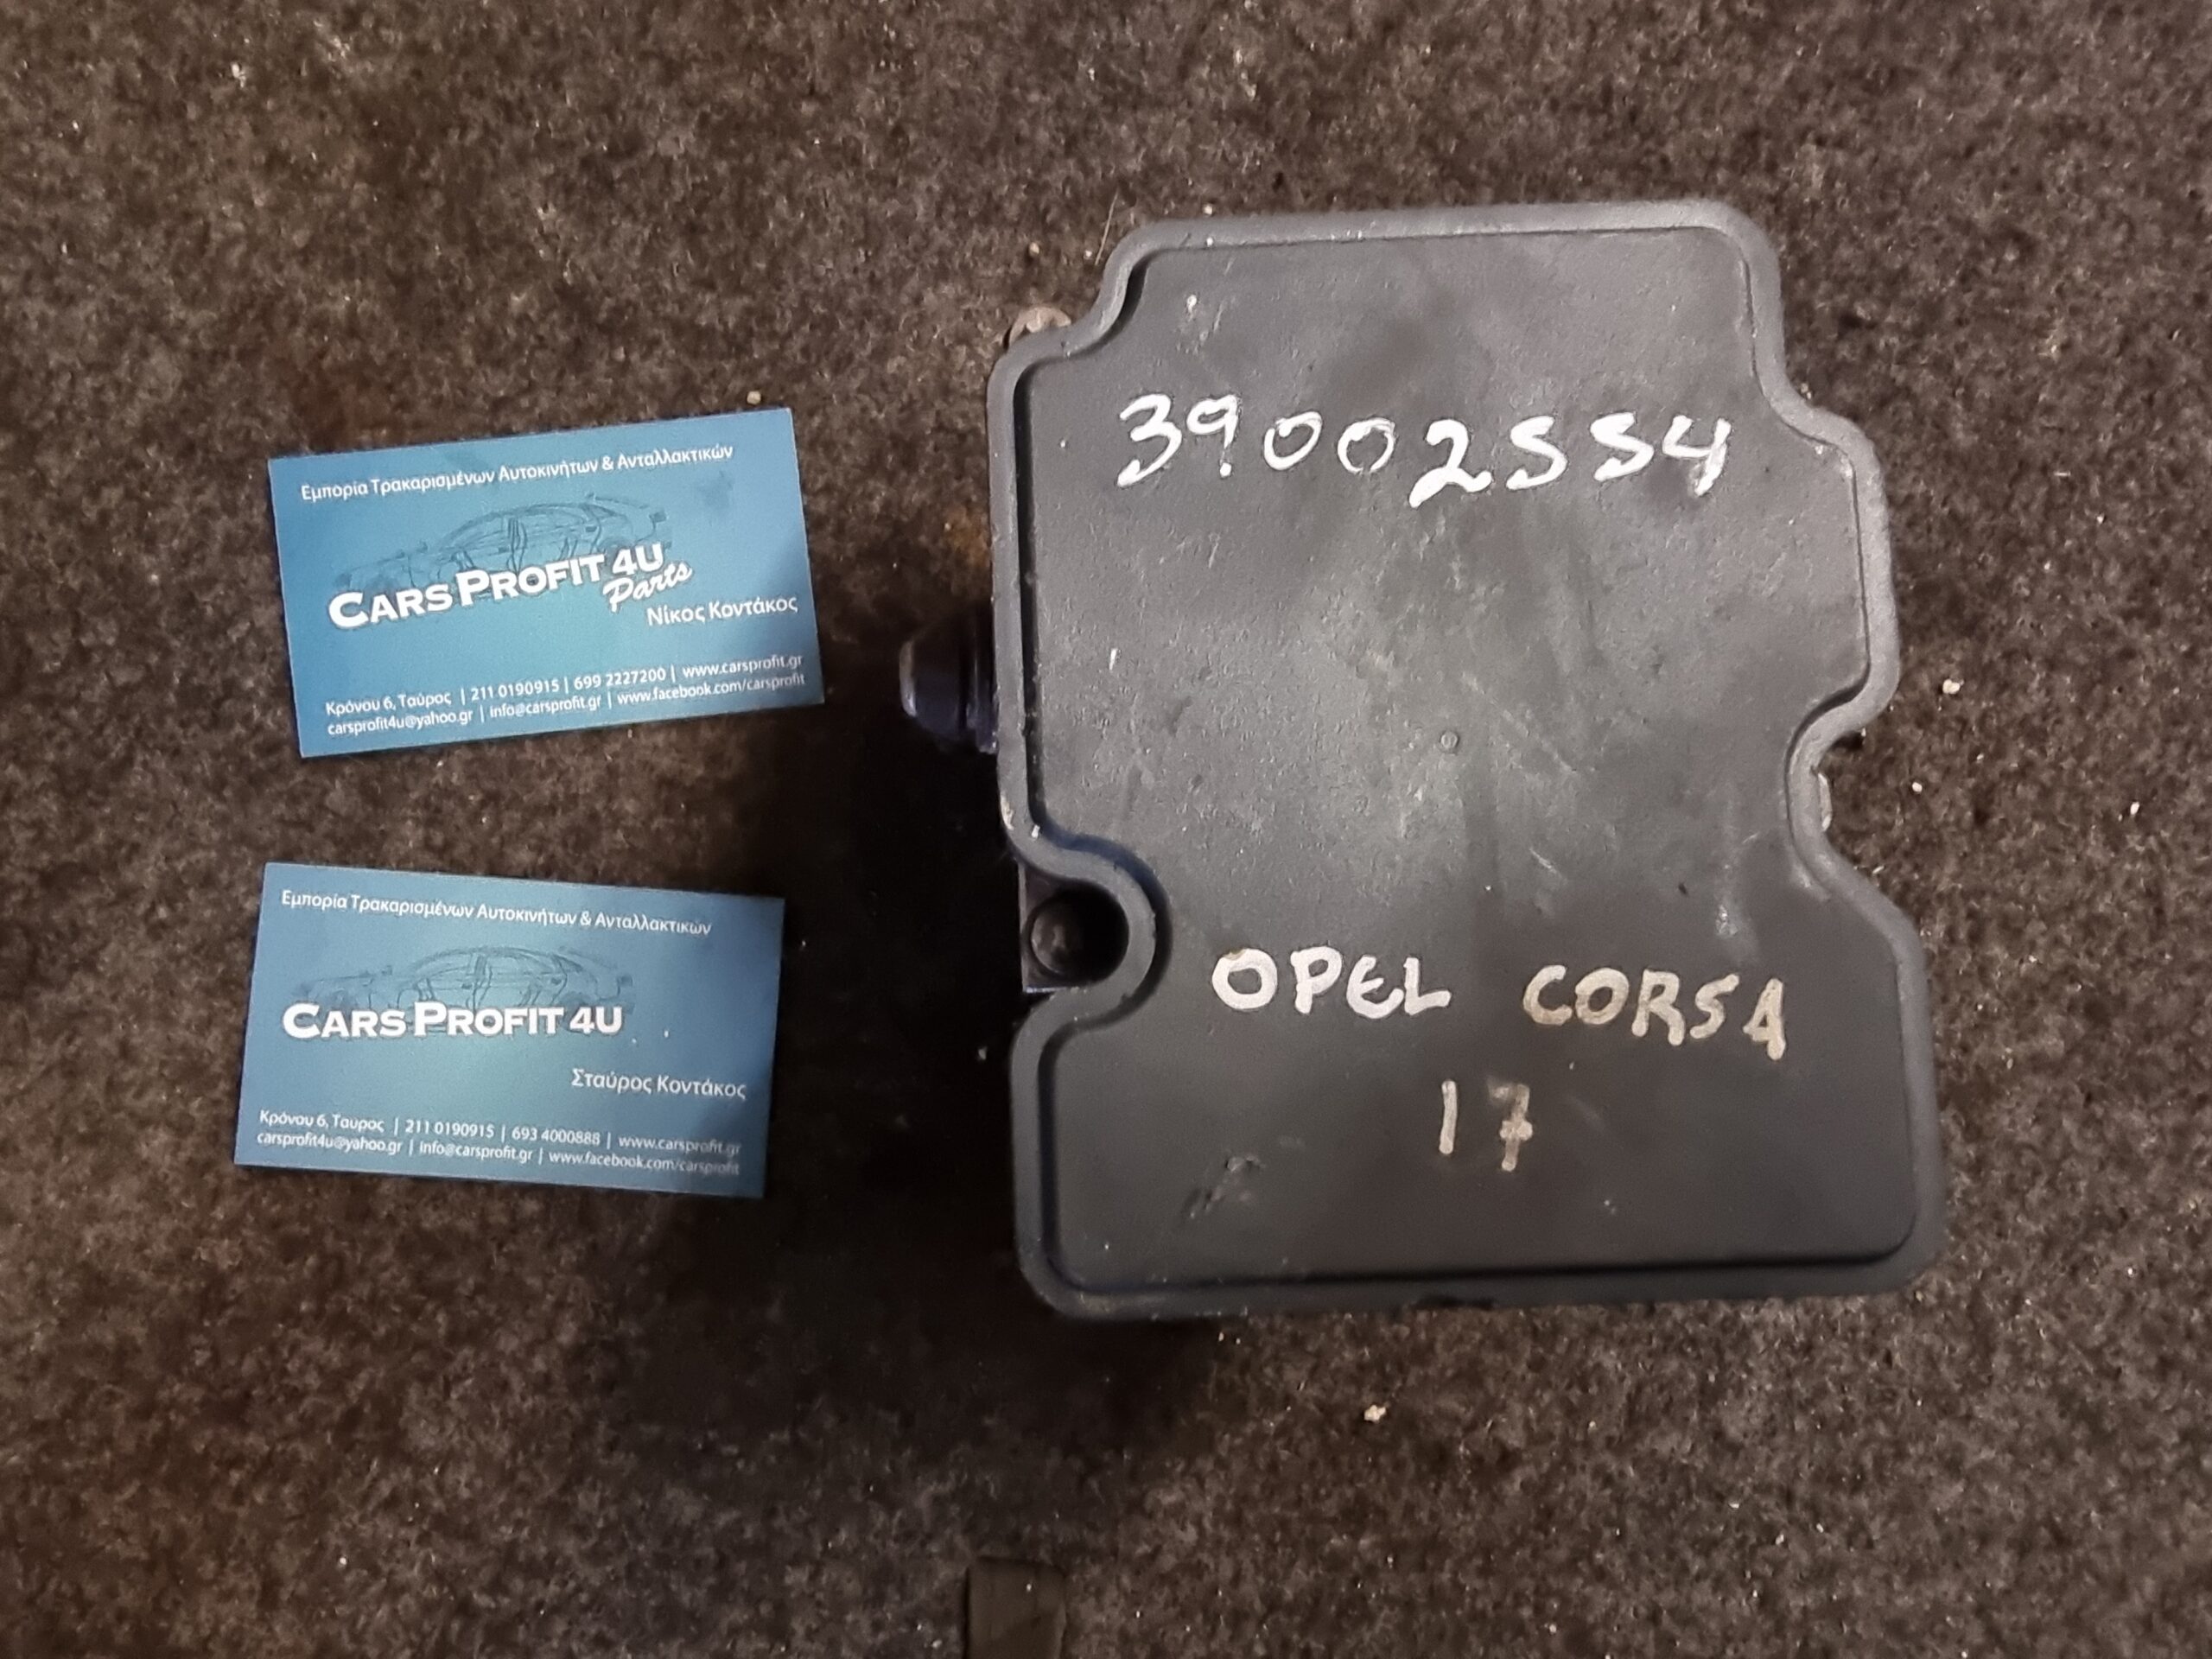 Εμπορία Τρακαρισμένων Αυτοκινήτων & Ανταλλακτικών
CARS PROFIT 4U
Parts
Νίκος Κοντάκος
Κρόνου 6, Ταύρος | 211 0190915 | 699 2227200 | www.carsprofit.gr
carsprofit4u@yahoo.gr | info@carsprofit.gr | www.facebook.com/carsprofit
Εμπορία Τρακαρισμένων Αυτοκινήτων & Ανταλλακτικών
CARS PROFIT 4U
Σταύρος Κοντάκος
Κρόνου 6, Ταυρος | 211 0190915 | 693 4000888 | www.carsprofit.gr
carsprofit4u@yahoo.gr | info@carsprofit.gr | www.facebook.com/carsprofit
39002554
OPEL CORSA
17